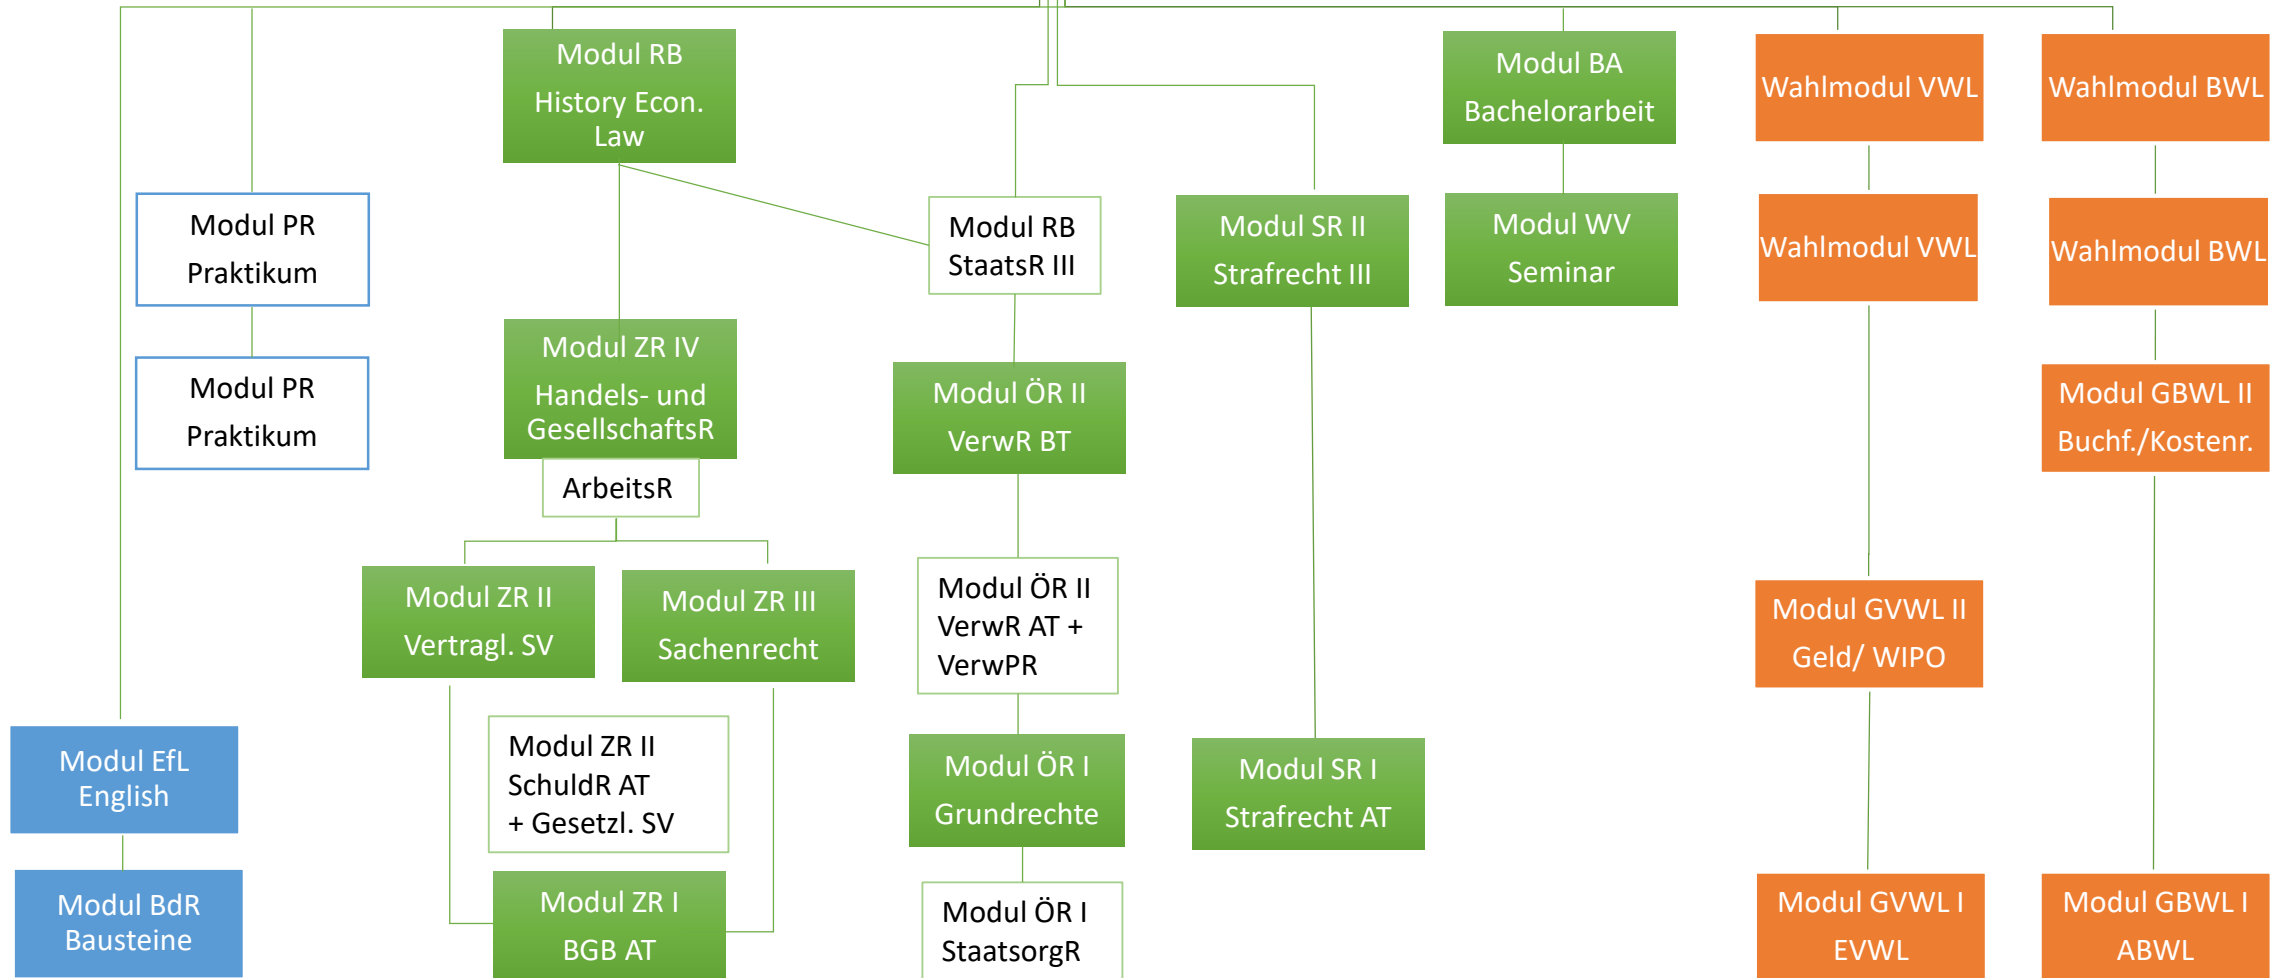 Modul RB
History Econ.
Law
Modul BA
Bachelorarbeit
Wahlmodul VWL
Wahlmodul BWL
Modul PR
Praktikum
Modul RB
StaatsR III
Modul SR II
Strafrecht III
Modul WV
Seminar
Wahlmodul VWL
Wahlmodul BWL
Modul PR
Praktikum
Modul ZR IV
Handels- und
GesellschaftsR
ArbeitsR
Modul ÖR II
VerwR BT
Modul GBWL II
Buchf./Kostenr.
Modul ZR II
Vertragl. SV
Modul ZR III
Sachenrecht
Modul ÖR II
VerwR AT +
VerwPR
Modul GVWL II
Geld/ WIPO
Modul EfL
English
Modul ZR II
SchuldR AT
+ Gesetzl. SV
Modul ÖR I
Grundrechte
Modul SR I
Strafrecht AT
Modul BdR
Bausteine
Modul ZR I
BGB AT
Modul ÖR I
StaatsorgR
Modul GVWL I
EVWL
Modul GBWL I
ABWL